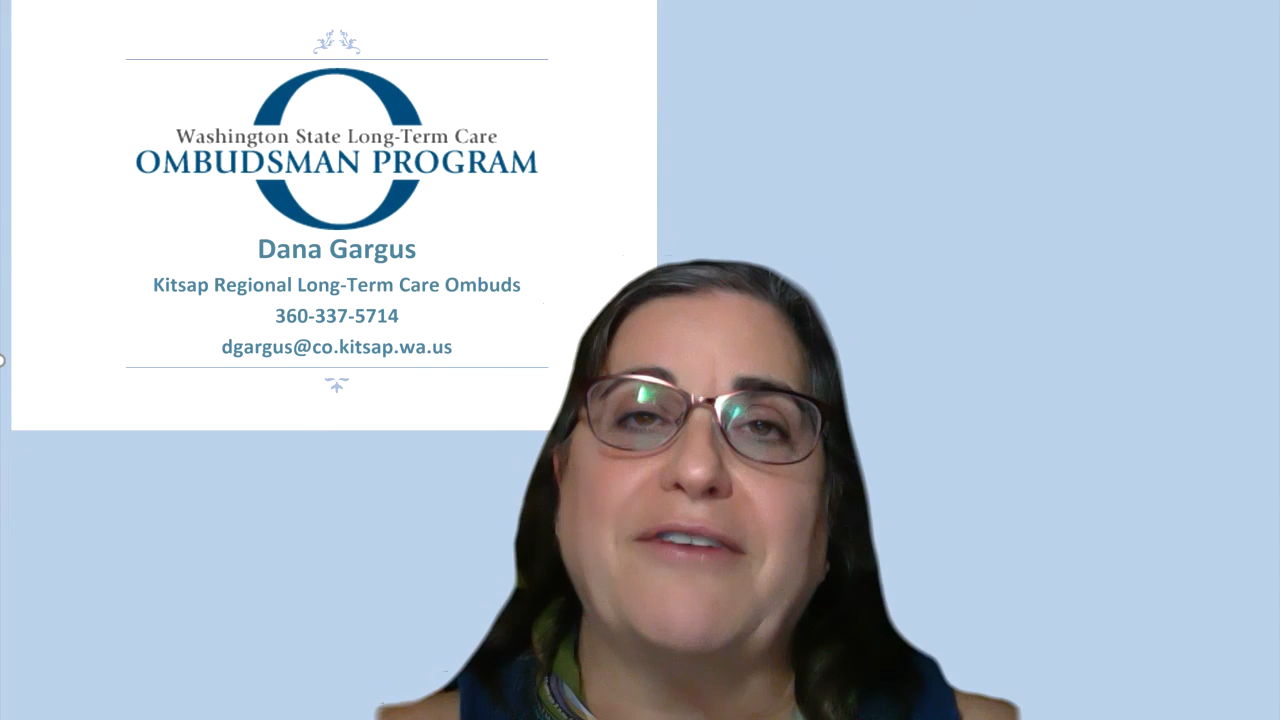 Washington State Long-Term Care
OMBUDSMAN PROGRAM
Dana Gargus
Kitsap Regional Long-Term Care Ombuds
360-337-5714
dgargus@co.kitsap.wa.us